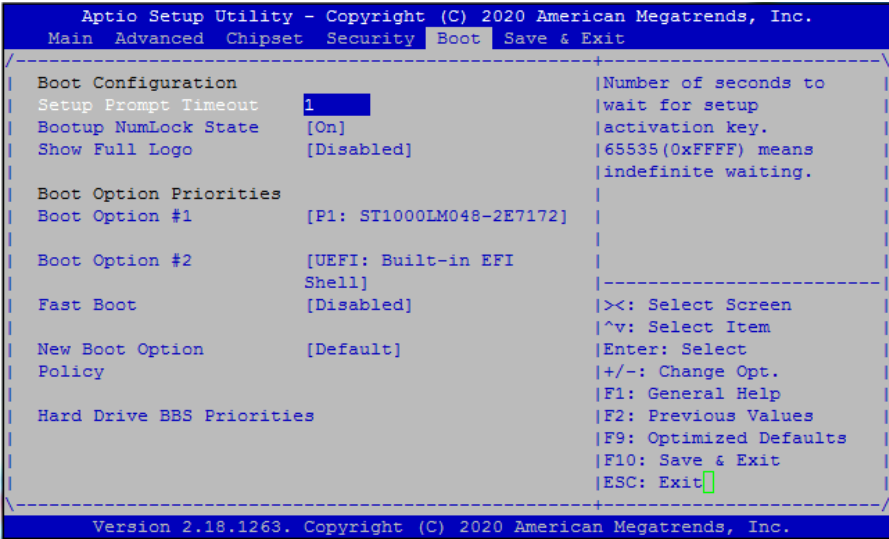 Aptio Setup Utility - Copyright (C) 2020 American Megatrends, Inc.
Main Advanced Chipset Security Boot Save & Exit
Boot Configuration
Setup Prompt Timeout 1
Bootup NumLock State [On]
Show Full Logo [Disabled]
Boot Option Priorities
Boot Option #1 [P1: ST1000LM048-2E7172]
Boot Option #2 [UEFI: Built-in EFI
Shell]
Fast Boot [Disabled]
New Boot Option [Default]
Policy
Hard Drive BBS Priorities
Number of seconds to
wait for setup
activation key.
65535(0xFFFF) means
indefinite waiting.
><: Select Screen
^v: Select Item
Enter: Select
+/-: Change Opt.
F1: General Help
F2: Previous Values
F9: Optimized Defaults
F10: Save & Exit
ESC: Exit
Version 2.18.1263. Copyright (C) 2020 American Megatrends, Inc.